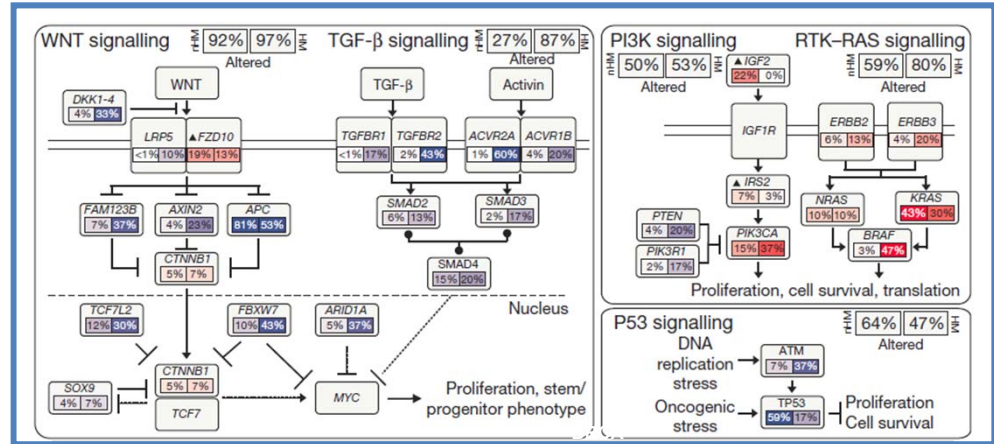 WNT signalling
nHM 92% 97% HM
Altered
TGF-β signalling
nHM 27% 87% HM
Altered
WNT
DKK1-4
4% 33%
LRP5 ▲FZD10
<1% 10% 19% 13%
TGF-β
Activin
TGFBR1 TGFBR2
<1% 17% 2% 43%
ACVR2A ACVR1B
1% 60% 4% 20%
FAM123B
7% 37%
AXIN2
4% 23%
APC
81% 53%
SMAD2
6% 13%
SMAD3
2% 17%
CTNNB1
5% 7%
SMAD4
15% 20%
Nucleus
TCF7L2
12% 30%
FBXW7
10% 43%
ARID1A
5% 37%
SOX9
4% 7%
CTNNB1
5% 7%
TCF7
MYC
Proliferation, stem/
progenitor phenotype
PI3K signalling
nHM 50% 53% HM
Altered
RTK–RAS signalling
nHM 59% 80% HM
Altered
▲IGF2
22% 0%
IGF1R
▲IRS2
7% 3%
PTEN
4% 20%
PIK3R1
2% 17%
PIK3CA
15% 37%
ERBB2
6% 13%
ERBB3
4% 20%
NRAS
10% 10%
KRAS
43% 30%
BRAF
3% 47%
Proliferation, cell survival, translation
P53 signalling
nHM 64% 47% HM
Altered
DNA
replication
stress
ATM
7% 37%
Oncogenic
stress
TP53
59% 17%
Proliferation
Cell survival